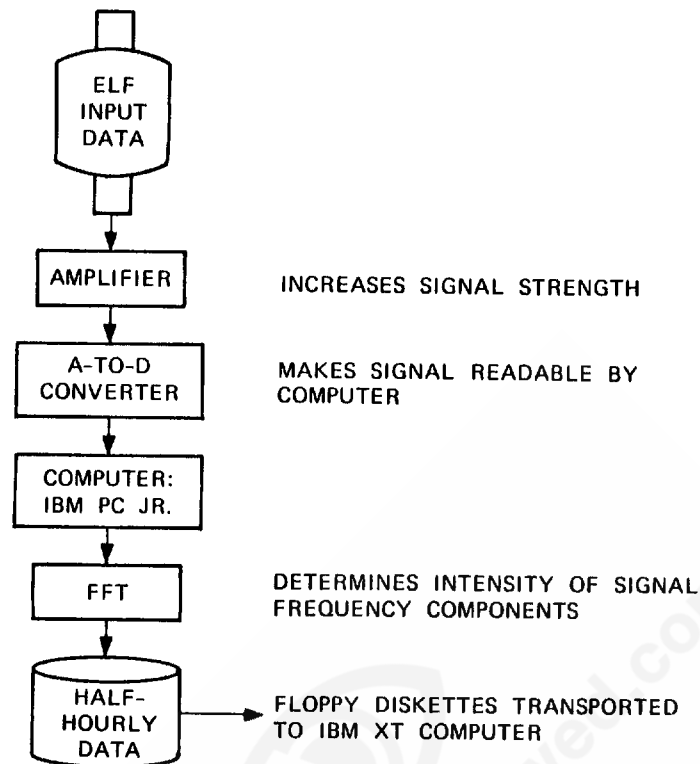 ELF
INPUT
DATA
AMPLIFIER
INCREASES SIGNAL STRENGTH
A-TO-D
CONVERTER
MAKES SIGNAL READABLE BY
COMPUTER
COMPUTER:
IBM PC JR.
FFT
DETERMINES INTENSITY OF SIGNAL
FREQUENCY COMPONENTS
HALF-
HOURLY
DATA
FLOPPY DISKETTES TRANSPORTED
TO IBM XT COMPUTER